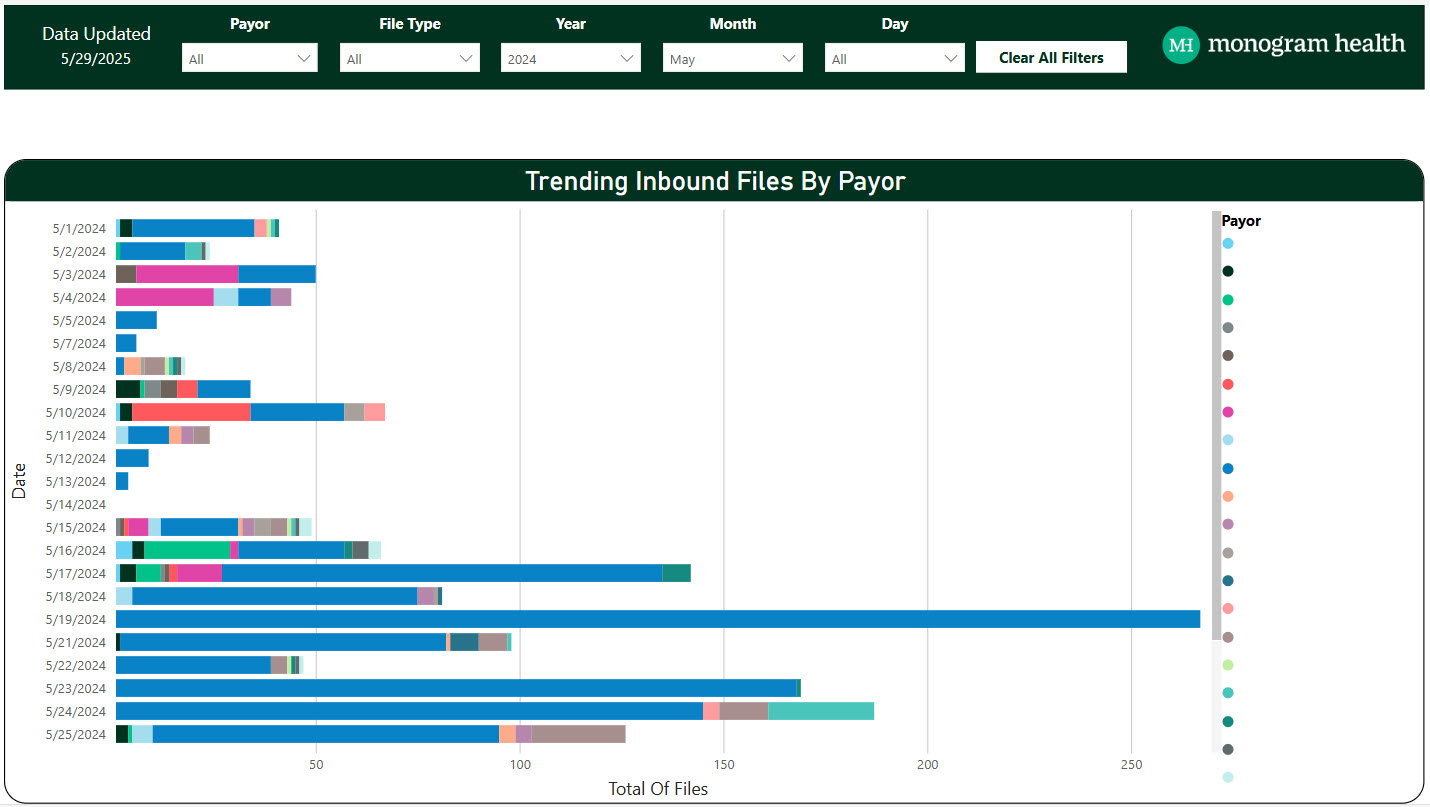 Data Updated
5/29/2025
Payor
All
File Type
All
Year
2024
Month
May
Day
All
Clear All Filters
MH monogram health
Trending Inbound Files By Payor
Date
5/1/2024
5/2/2024
5/3/2024
5/4/2024
5/5/2024
5/7/2024
5/8/2024
5/9/2024
5/10/2024
5/11/2024
5/12/2024
5/13/2024
5/14/2024
5/15/2024
5/16/2024
5/17/2024
5/18/2024
5/19/2024
5/21/2024
5/22/2024
5/23/2024
5/24/2024
5/25/2024
50 100 150 200 250
Total Of Files
Payor